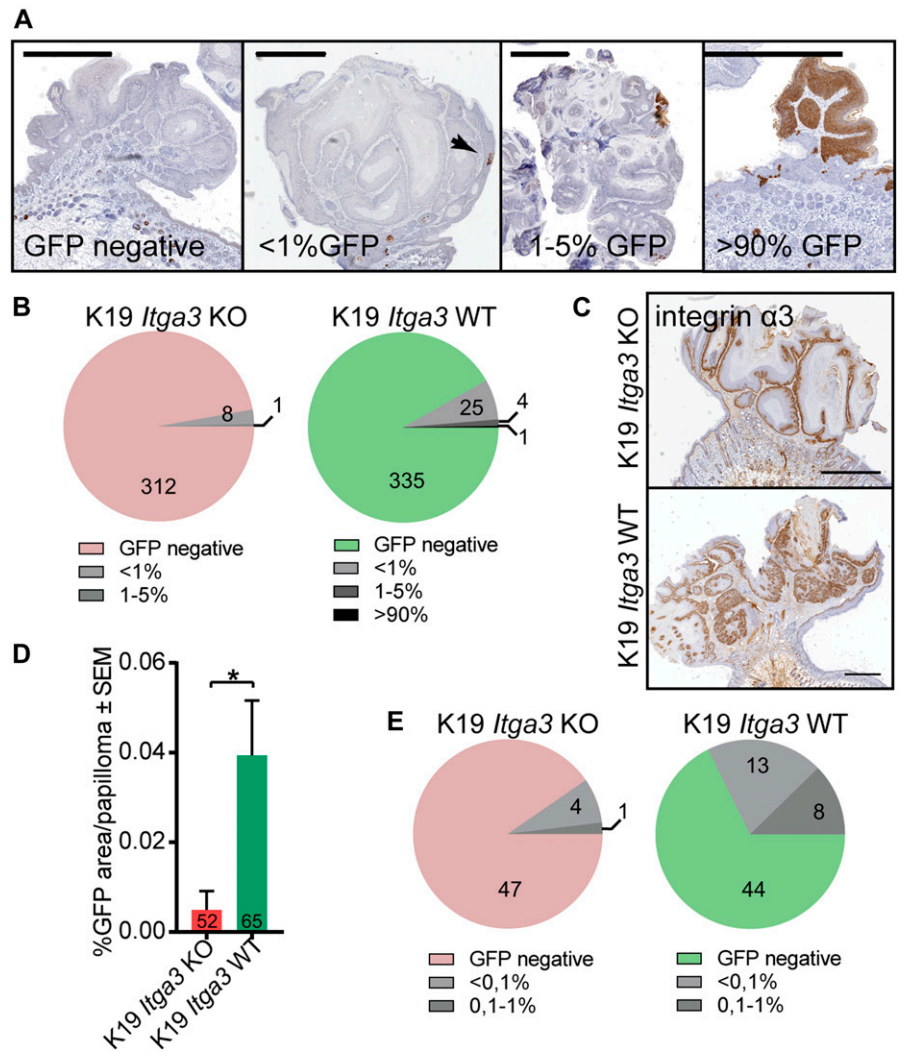 A
GFP negative
<1%GFP
1-5% GFP
>90% GFP
B
K19 Itga3 KO
8
1
312
GFP negative
<1%
1-5%
K19 Itga3 WT
25
4
1
335
GFP negative
<1%
1-5%
>90%
C
K19 Itga3 KO
integrin α3
K19 Itga3 WT
D
%GFP area/papilloma ± SEM
0.06
0.04
0.02
0.00
*
52
65
K19 Itga3 KO
K19 Itga3 WT
E
K19 Itga3 KO
4
1
47
GFP negative
<0,1%
0,1-1%
K19 Itga3 WT
13
8
44
GFP negative
<0,1%
0,1-1%